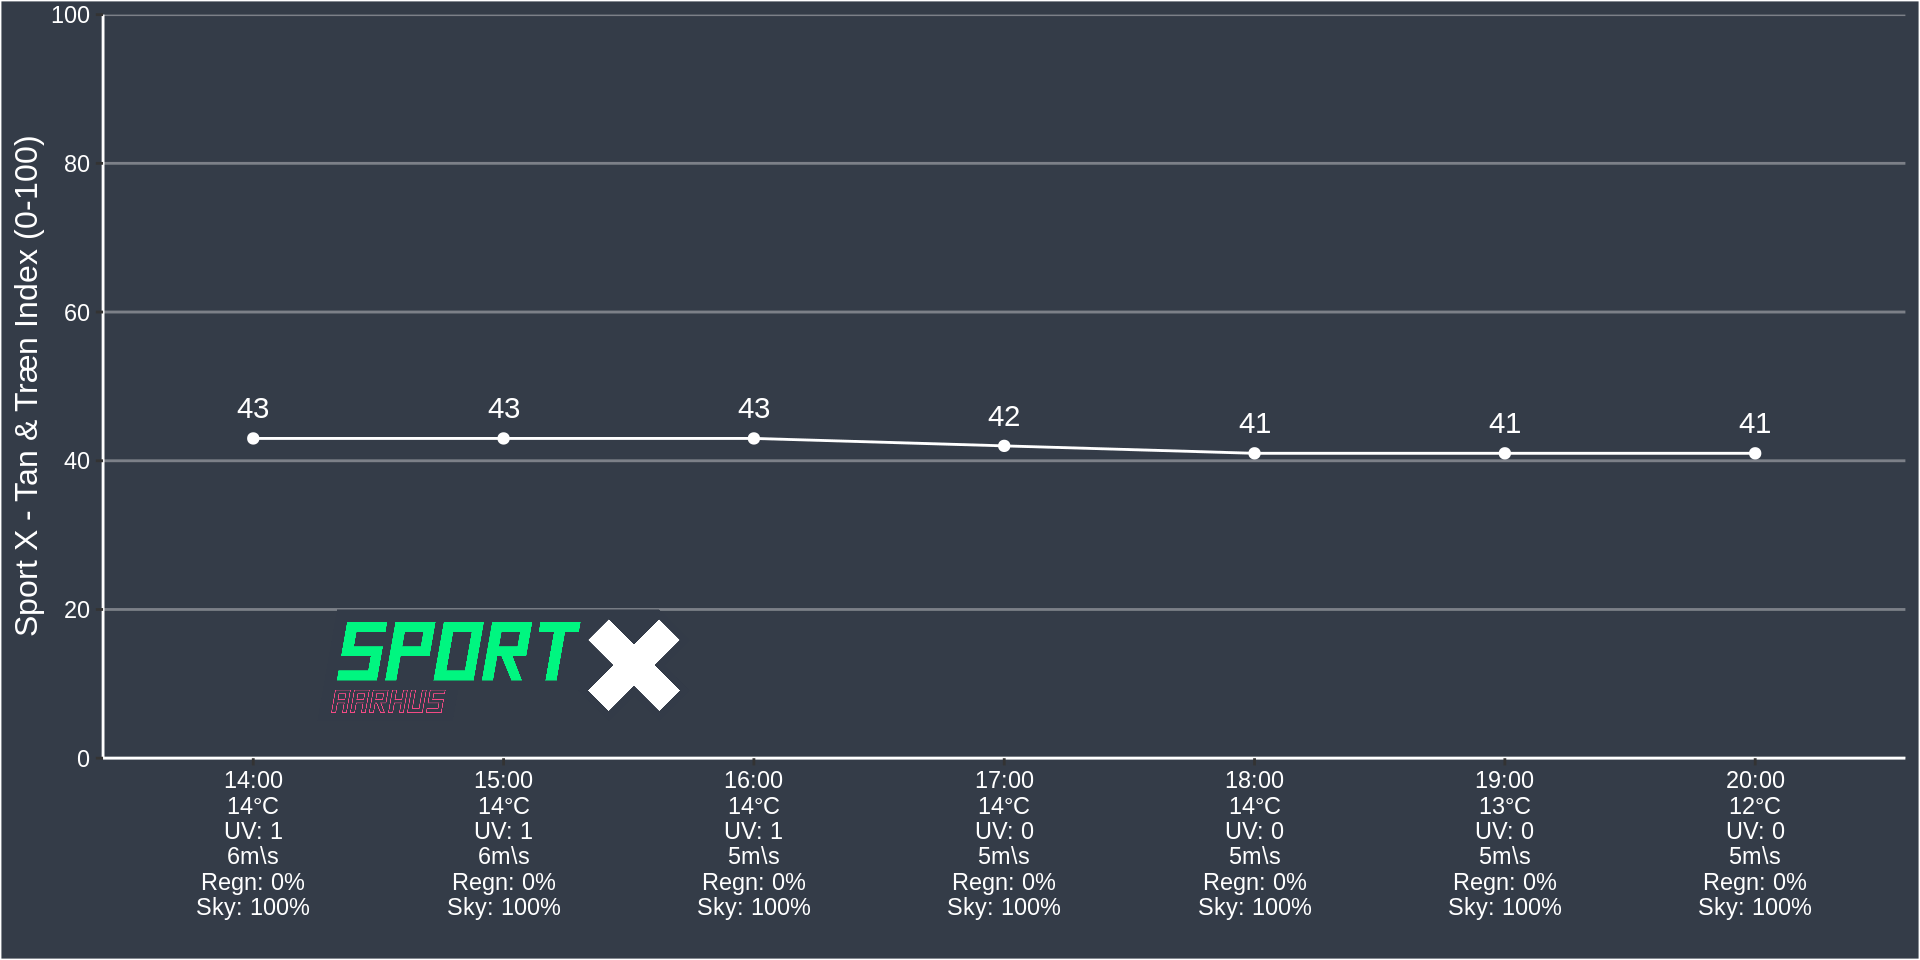 Sport X - Tan & Træn Index (0-100)
100
80
60
40
20
0
43
43
43
42
41
41
41
SPORT X
AARHUS
14:00
14°C
UV: 1
6m\s
Regn: 0%
Sky: 100%
15:00
14°C
UV: 1
6m\s
Regn: 0%
Sky: 100%
16:00
14°C
UV: 1
5m\s
Regn: 0%
Sky: 100%
17:00
14°C
UV: 0
5m\s
Regn: 0%
Sky: 100%
18:00
14°C
UV: 0
5m\s
Regn: 0%
Sky: 100%
19:00
13°C
UV: 0
5m\s
Regn: 0%
Sky: 100%
20:00
12°C
UV: 0
5m\s
Regn: 0%
Sky: 100%